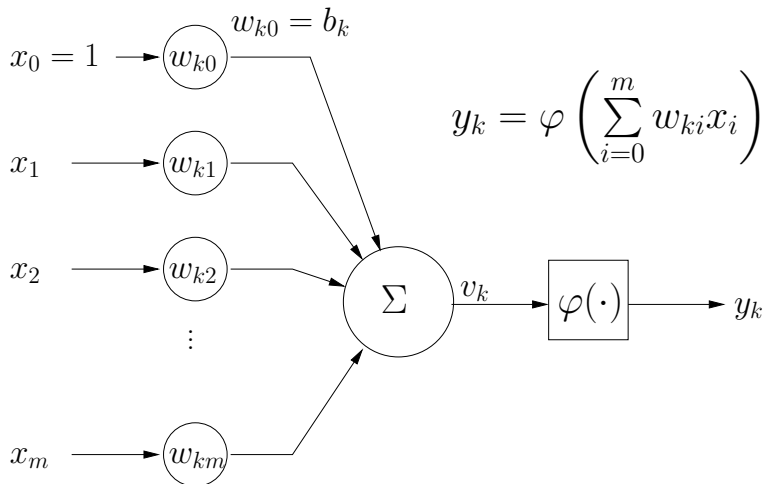 w_{k0} = b_k
x_0 = 1
w_{k0}
y_k = φ ( \sum_{i=0}^{m} w_{ki} x_i )
x_1
w_{k1}
x_2
w_{k2}
Σ
v_k
φ(·)
y_k
⋮
x_m
w_{km}